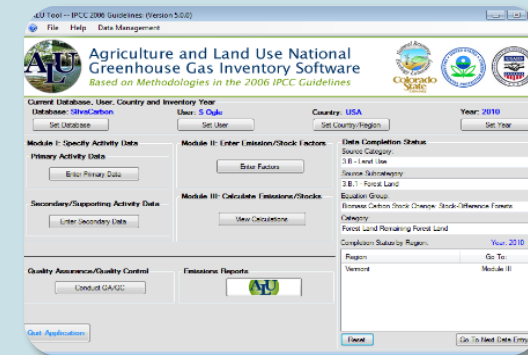 ALU Tool -- IPCC 2006 Guidelines: (Version 5.0.0)
File Help Data Management
ALU
Agriculture and Land Use National
Greenhouse Gas Inventory Software
Based on Methodologies in the 2006 IPCC Guidelines
Colorado State
Current Database, User, Country and Inventory Year
Database: SilvaCarbon User: S Ogle Country: USA Year: 2010
Set Database Set User Set Country/Region Set Year
Module I: Specify Activity Data Module II: Enter Emission/Stock Factors Data Completion Status
Source Category:
Primary Activity Data 3.B - Land Use
Enter Primary Data Enter Factors Source Subcategory:
3.B.1 - Forest Land
Equation Group:
Module III: Calculate Emissions/Stocks Biomass Carbon Stock Change: Stock-Difference Forests
Secondary/Supporting Activity Data Category:
Enter Secondary Data View Calculations Forest Land Remaining Forest Land
Completion Status by Region: Year: 2010
Region Go To:
Quality Assurance/Quality Control Emissions Reports Vermont Module III
Conduct QA/QC ALU
Quit Application Reset Go To Next Data Entry